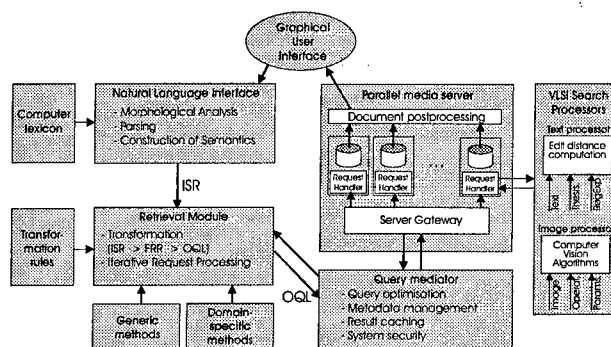 Graphical
User
Interface
Natural Language Interface
- Morphological Analysis
- Parsing
- Construction of Semantics
Computer
lexicon
ISR
Transfor-
mation
rules
Retrieval Module
- Transformation
(ISR -> FRR -> OQL)
- Iterative Request Processing
Generic
methods
Domain-
specific
methods
OQL
Parallel media server
Document postprocessing
Request
Handler
Request
Handler
...
Request
Handler
Server Gateway
Query mediator
- Query optimisation
- Metadata management
- Result caching
- System security
VLSI Search
Processors
Text processor
Edit distance
computation
Text
Thesis.
RegExp
Image processor
Computer
Vision
Algorithms
Image
Operat.
Param.